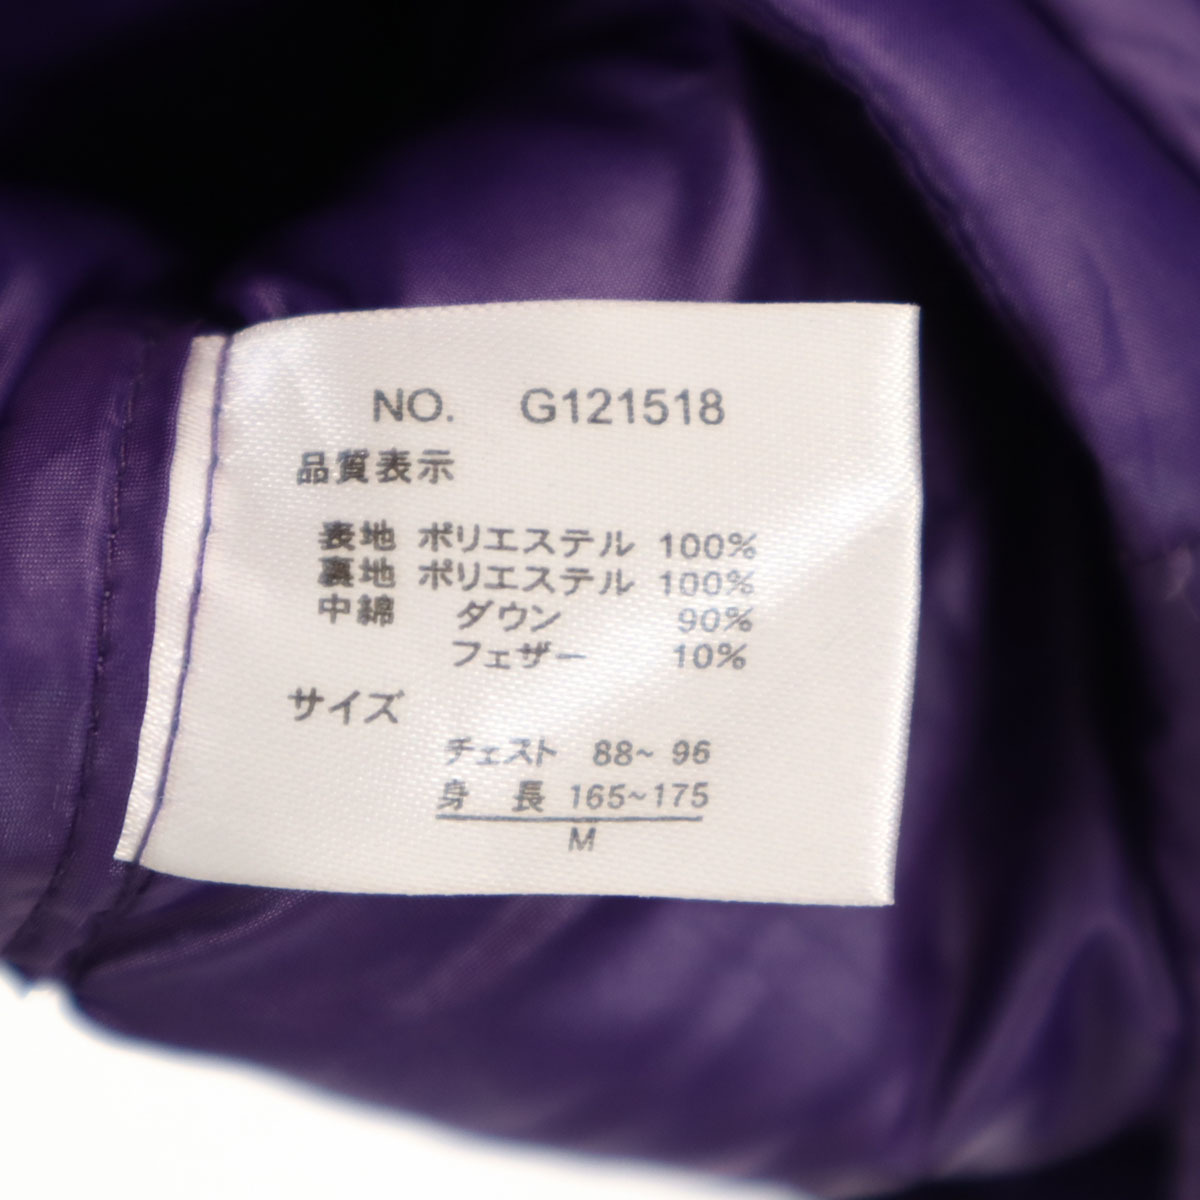 NO. G121518
品質表示
表地 ポリエステル 100%
裏地 ポリエステル 100%
中綿 ダウン 90%
フェザー 10%
サイズ
チェスト 88~ 96
身 長 165~175
M